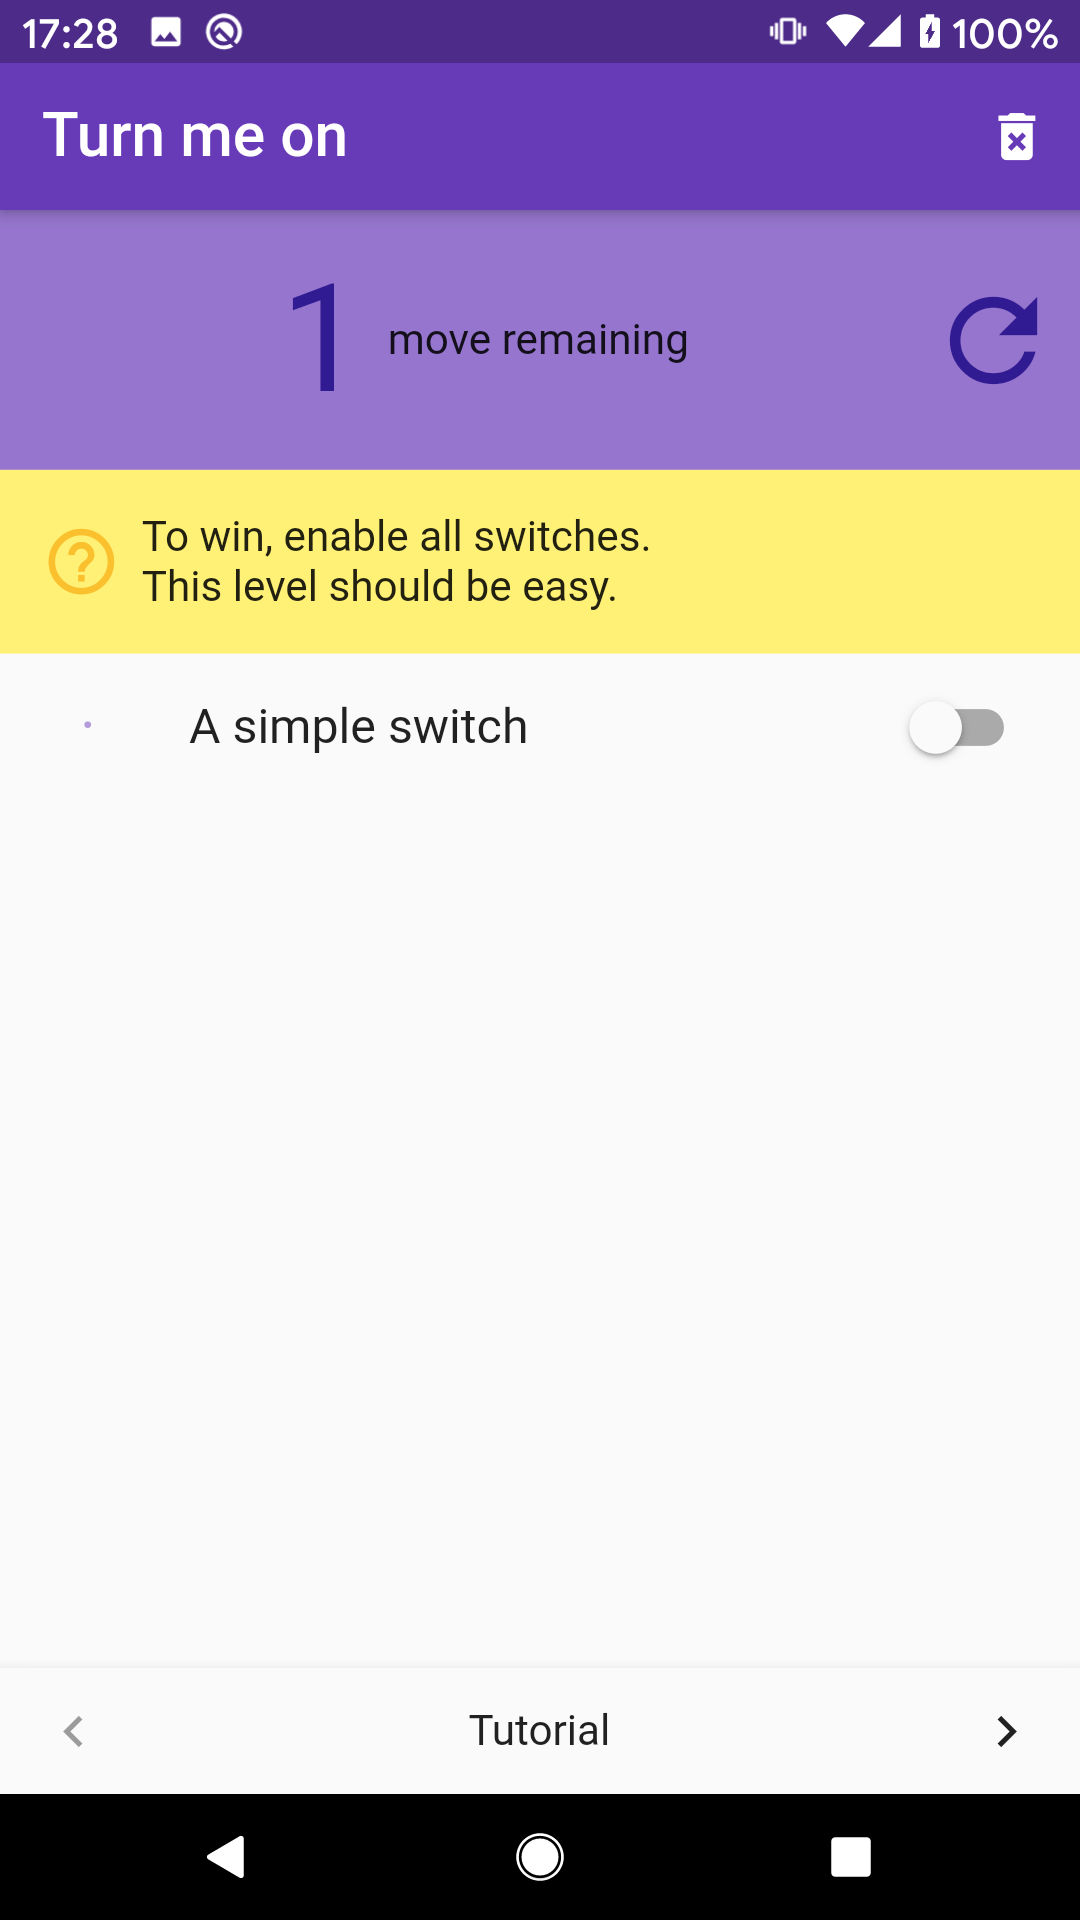 17:28
100%
Turn me on
1 move remaining
To win, enable all switches.
This level should be easy.
A simple switch
Tutorial